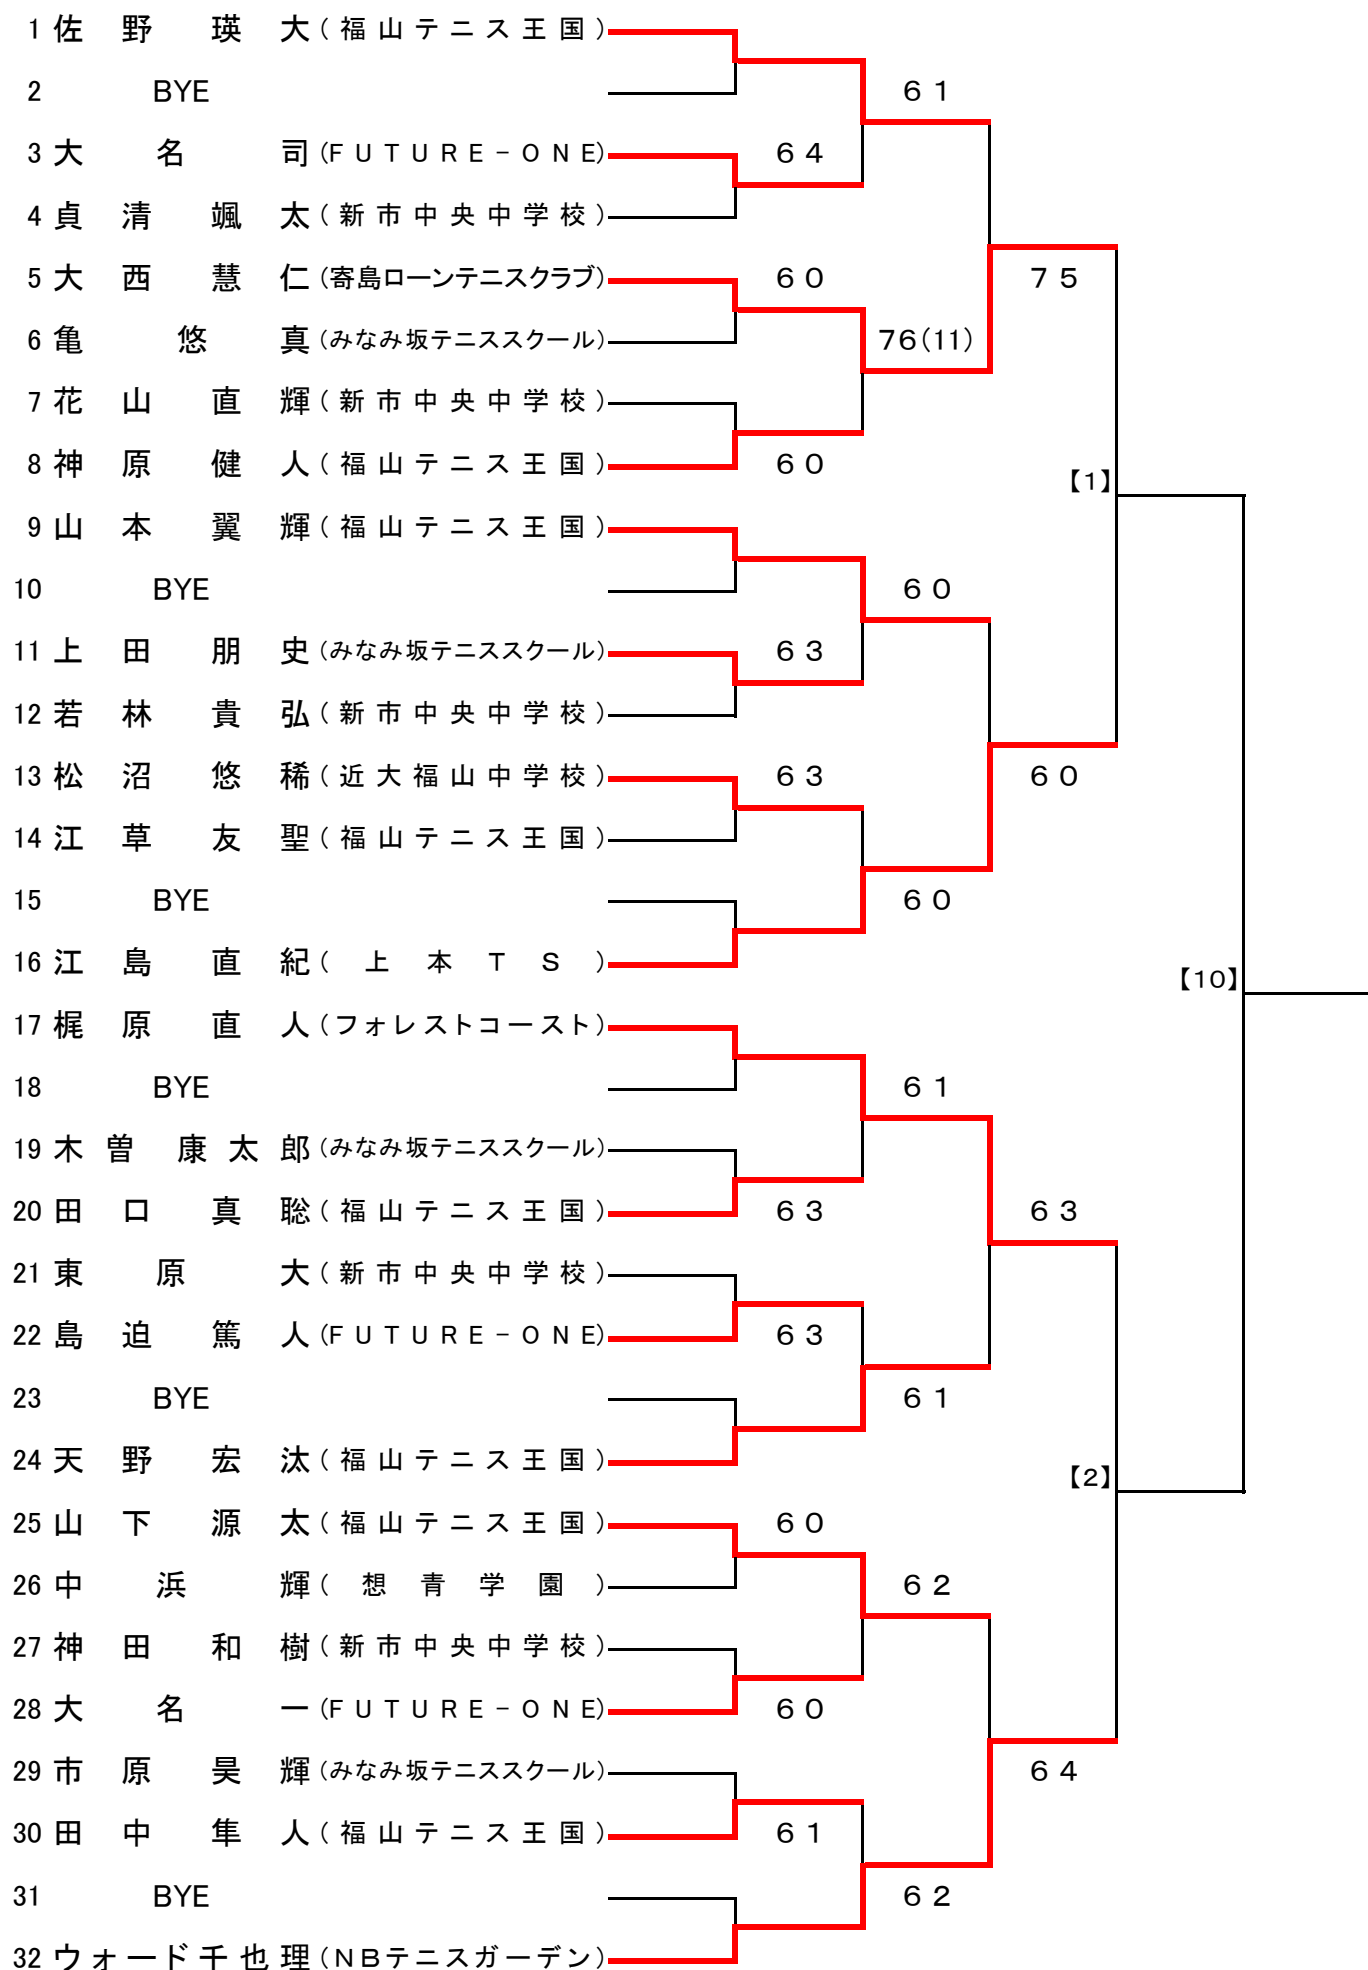 1 佐野 瑛大 (福山テニス王国)
2 BYE 61
3 大名 司 (FUTURE-ONE) 64
4 貞清 颯太 (新市中央中学校)
5 大西 慧仁 (寄島ローンテニスクラブ) 60 75
6 亀 悠真 (みなみ坂テニススクール) 76(11)
7 花山 直輝 (新市中央中学校)
8 神原 健人 (福山テニス王国) 60
【1】
9 山本 翼輝 (福山テニス王国)
10 BYE 60
11 上田 朋史 (みなみ坂テニススクール) 63
12 若林 貴弘 (新市中央中学校)
13 松沼 悠稀 (近大福山中学校) 63 60
14 江草 友聖 (福山テニス王国)
15 BYE 60
16 江島 直紀 (上本TS)
【10】
17 梶原 直人 (フォレストコースト)
18 BYE 61
19 木曽 康太郎 (みなみ坂テニススクール)
20 田口 真聡 (福山テニス王国) 63 63
21 東原 大 (新市中央中学校)
22 島迫 篤人 (FUTURE-ONE) 63
23 BYE 61
24 天野 宏汰 (福山テニス王国)
【2】
25 山下 源太 (福山テニス王国) 60
26 中浜 輝 (想青学園) 62
27 神田 和樹 (新市中央中学校)
28 大名 一 (FUTURE-ONE) 60
29 市原 昊輝 (みなみ坂テニススクール) 64
30 田中 隼人 (福山テニス王国) 61
31 BYE 62
32 ウォード千也理 (NBテニスガーデン)